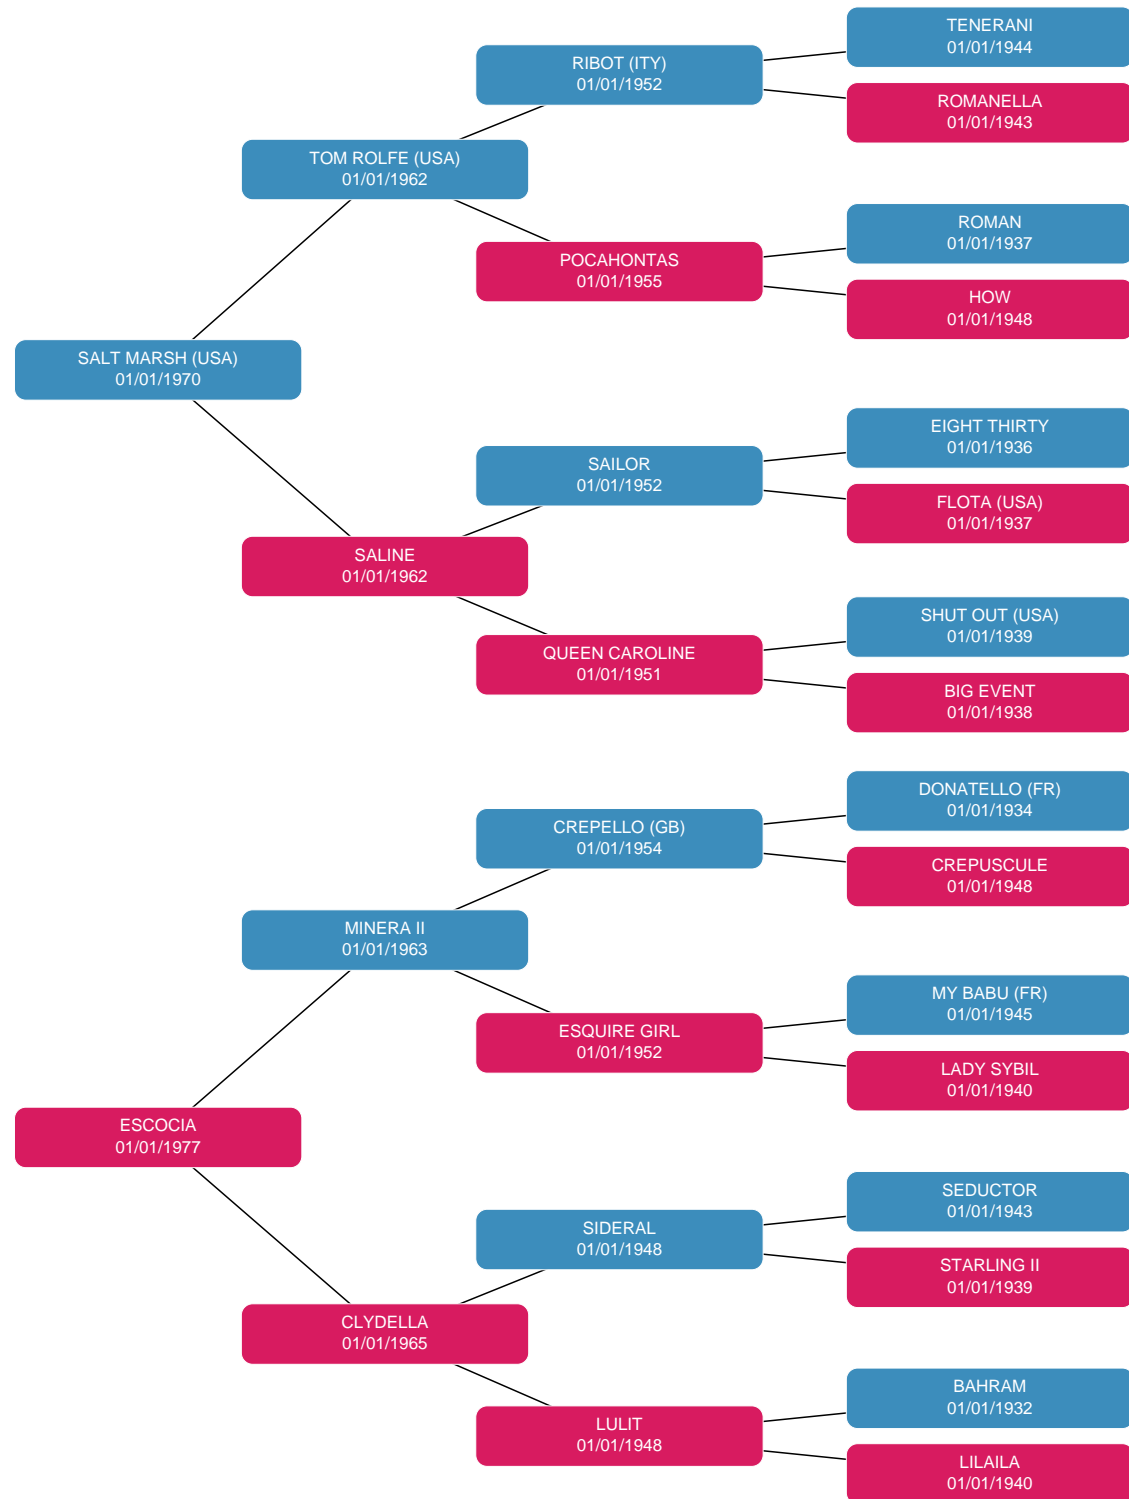 TENERANI
01/01/1944
RIBOT (ITY)
01/01/1952
ROMANELLA
01/01/1943
TOM ROLFE (USA)
01/01/1962
ROMAN
01/01/1937
POCAHONTAS
01/01/1955
HOW
01/01/1948
SALT MARSH (USA)
01/01/1970
EIGHT THIRTY
01/01/1936
SAILOR
01/01/1952
FLOTA (USA)
01/01/1937
SALINE
01/01/1962
SHUT OUT (USA)
01/01/1939
QUEEN CAROLINE
01/01/1951
BIG EVENT
01/01/1938
DONATELLO (FR)
01/01/1934
CREPELLO (GB)
01/01/1954
CREPUSCULE
01/01/1948
MINERA II
01/01/1963
MY BABU (FR)
01/01/1945
ESQUIRE GIRL
01/01/1952
LADY SYBIL
01/01/1940
ESCOCIA
01/01/1977
SEDUCTOR
01/01/1943
SIDERAL
01/01/1948
STARLING II
01/01/1939
CLYDELLA
01/01/1965
BAHRAM
01/01/1932
LULIT
01/01/1948
LILAILA
01/01/1940